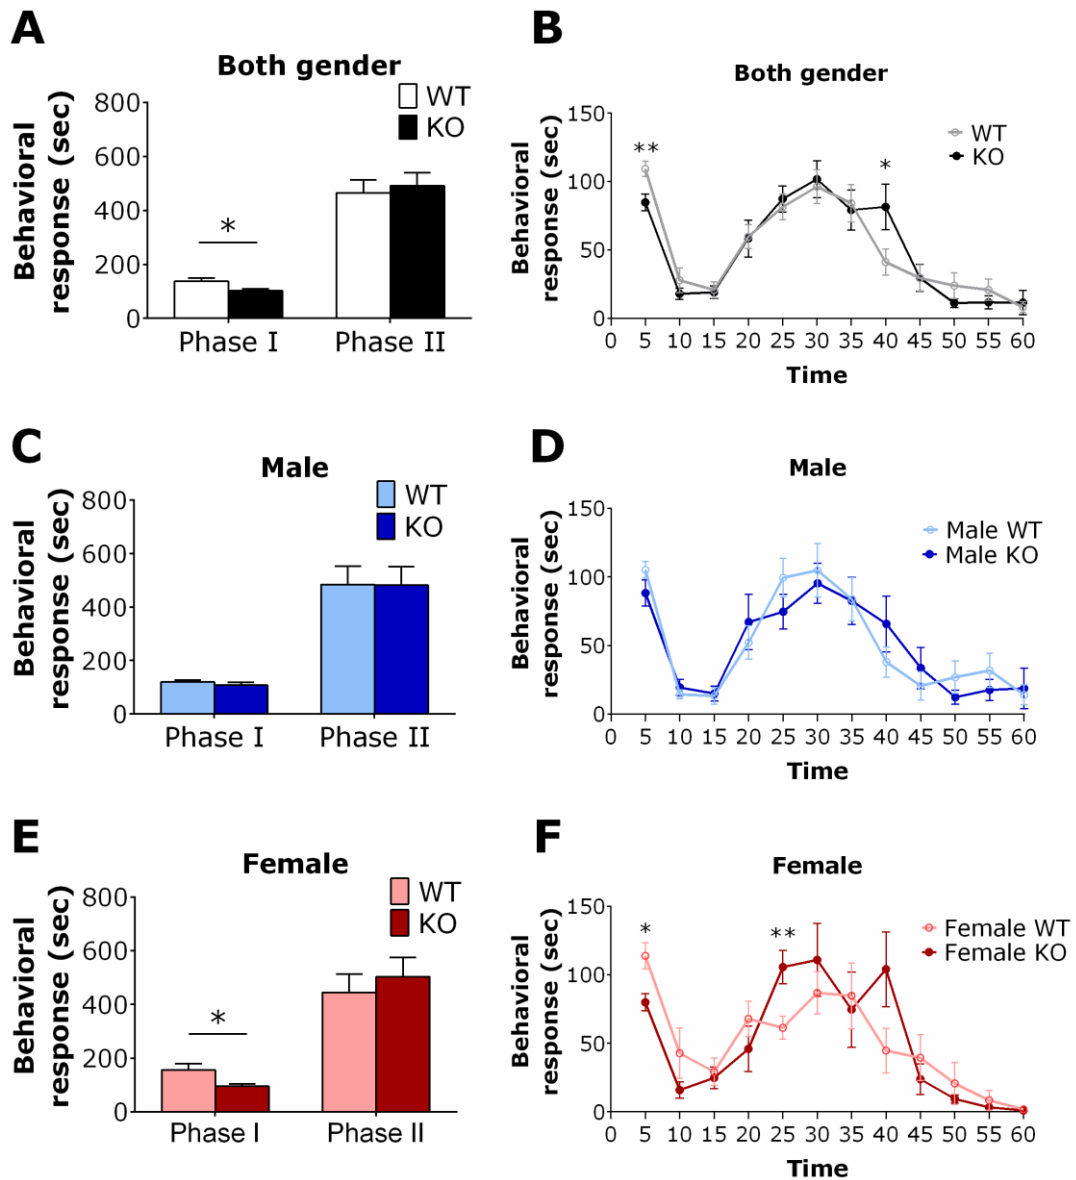 A
Both gender
WT
KO
Behavioral
response (sec)
800
600
400
200
0
*
Phase I
Phase II
B
Both gender
WT
KO
Behavioral
response (sec)
150
100
50
0
**
*
0 5 10 15 20 25 30 35 40 45 50 55 60
Time
C
Male
WT
KO
Behavioral
response (sec)
800
600
400
200
0
Phase I
Phase II
D
Male
Male WT
Male KO
Behavioral
response (sec)
150
100
50
0
0 5 10 15 20 25 30 35 40 45 50 55 60
Time
E
Female
WT
KO
Behavioral
response (sec)
800
600
400
200
0
*
Phase I
Phase II
F
Female
Female WT
Female KO
Behavioral
response (sec)
150
100
50
0
*
**
0 5 10 15 20 25 30 35 40 45 50 55 60
Time